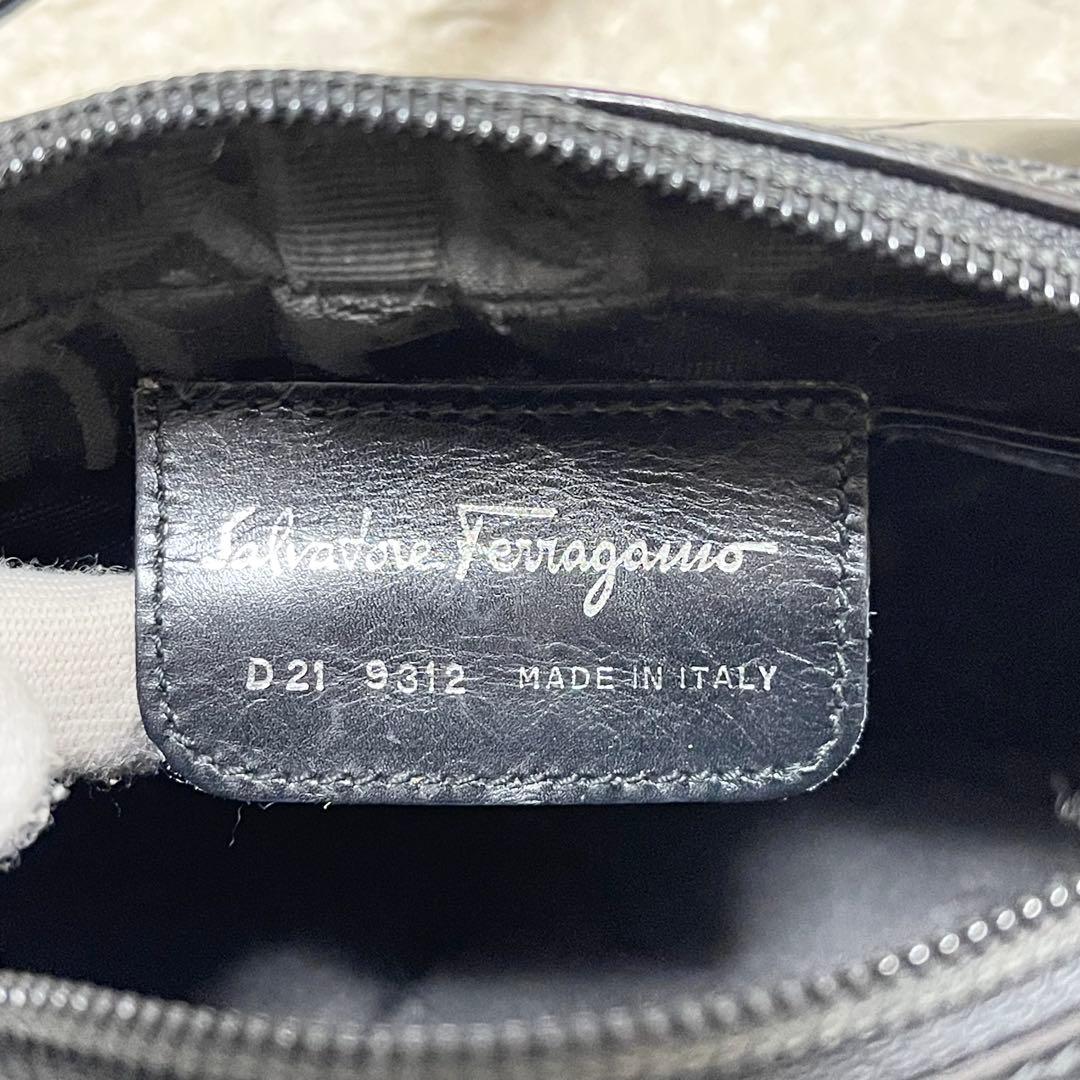 Salvatore Ferragamo
D21 9312 MADE IN ITALY